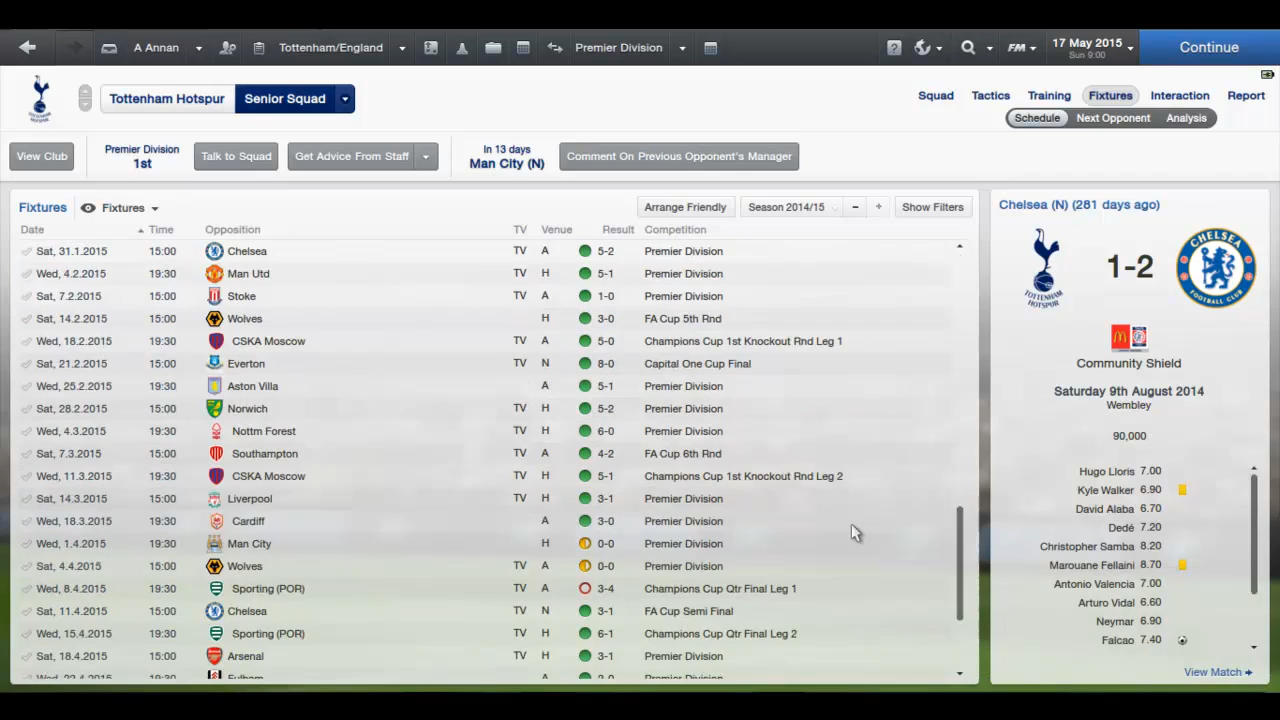 A Annan Tottenham/England Premier Division FM 17 May 2015 Continue
Sun 9:00
Tottenham Hotspur Senior Squad Squad Tactics Training Fixtures Interaction Report
TOTTENHAM HOTSPUR
Schedule Next Opponent Analysis
View Club Premier Division Talk to Squad Get Advice From Staff In 13 days Comment On Previous Opponent's Manager
1st Man City (N)
Fixtures Fixtures Arrange Friendly Season 2014/15 - + Show Filters
Date Time Opposition TV Venue Result Competition
Sat, 31.1.2015 15:00 Chelsea TV A 5-2 Premier Division
Wed, 4.2.2015 19:30 Man Utd TV H 5-1 Premier Division
Sat, 7.2.2015 15:00 Stoke TV A 1-0 Premier Division
Sat, 14.2.2015 15:00 Wolves H 3-0 FA Cup 5th Rnd
Wed, 18.2.2015 19:30 CSKA Moscow TV A 5-0 Champions Cup 1st Knockout Rnd Leg 1
Sat, 21.2.2015 15:00 Everton TV N 8-0 Capital One Cup Final
Wed, 25.2.2015 19:30 Aston Villa A 5-1 Premier Division
Sat, 28.2.2015 15:00 Norwich TV H 5-2 Premier Division
Wed, 4.3.2015 19:30 Nottm Forest TV H 6-0 Premier Division
Sat, 7.3.2015 15:00 Southampton TV A 4-2 FA Cup 6th Rnd
Wed, 11.3.2015 19:30 CSKA Moscow TV H 5-1 Champions Cup 1st Knockout Rnd Leg 2
Sat, 14.3.2015 15:00 Liverpool TV H 3-1 Premier Division
Wed, 18.3.2015 19:30 Cardiff A 3-0 Premier Division
Wed, 1.4.2015 19:30 Man City H 0-0 Premier Division
Sat, 4.4.2015 15:00 Wolves TV A 0-0 Premier Division
Wed, 8.4.2015 19:30 Sporting (POR) TV A 3-4 Champions Cup Qtr Final Leg 1
Sat, 11.4.2015 15:00 Chelsea TV N 3-1 FA Cup Semi Final
Wed, 15.4.2015 19:30 Sporting (POR) TV H 6-1 Champions Cup Qtr Final Leg 2
Sat, 18.4.2015 15:00 Arsenal TV H 3-1 Premier Division
Wed, 22.4.2015 19:30 Fulham A 2-0 Premier Division
Chelsea (N) (281 days ago)
1-2
TOTTENHAM HOTSPUR
CHELSEA FOOTBALL CLUB
Community Shield
Saturday 9th August 2014
Wembley
90,000
Hugo Lloris 7.00
Kyle Walker 6.90
David Alaba 6.70
Dedé 7.20
Christopher Samba 8.20
Marouane Fellaini 8.70
Antonio Valencia 7.00
Arturo Vidal 6.60
Neymar 6.90
Falcao 7.40
View Match